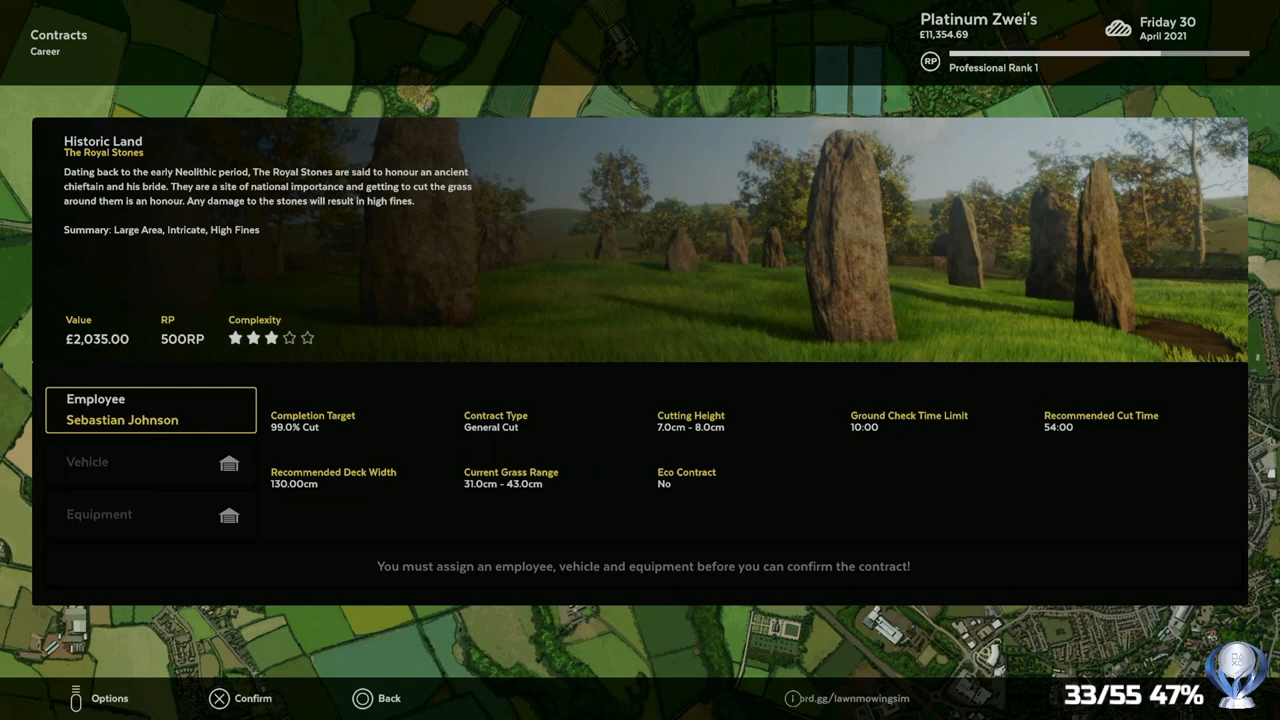 Contracts
Career
Platinum Zwei's
£11,354.69
Friday 30
April 2021
RP
Professional Rank 1
Historic Land
The Royal Stones
Dating back to the early Neolithic period, The Royal Stones are said to honour an ancient
chieftain and his bride. They are a site of national importance and getting to cut the grass
around them is an honour. Any damage to the stones will result in high fines.
Summary: Large Area, Intricate, High Fines
Value
£2,035.00
RP
500RP
Complexity
Employee
Sebastian Johnson
Vehicle
Equipment
Completion Target
99.0% Cut
Contract Type
General Cut
Cutting Height
7.0cm - 8.0cm
Ground Check Time Limit
10:00
Recommended Cut Time
54:00
Recommended Deck Width
130.00cm
Current Grass Range
31.0cm - 43.0cm
Eco Contract
No
You must assign an employee, vehicle and equipment before you can confirm the contract!
Options
Confirm
Back
ord.gg/lawnmowingsim
33/55 47%